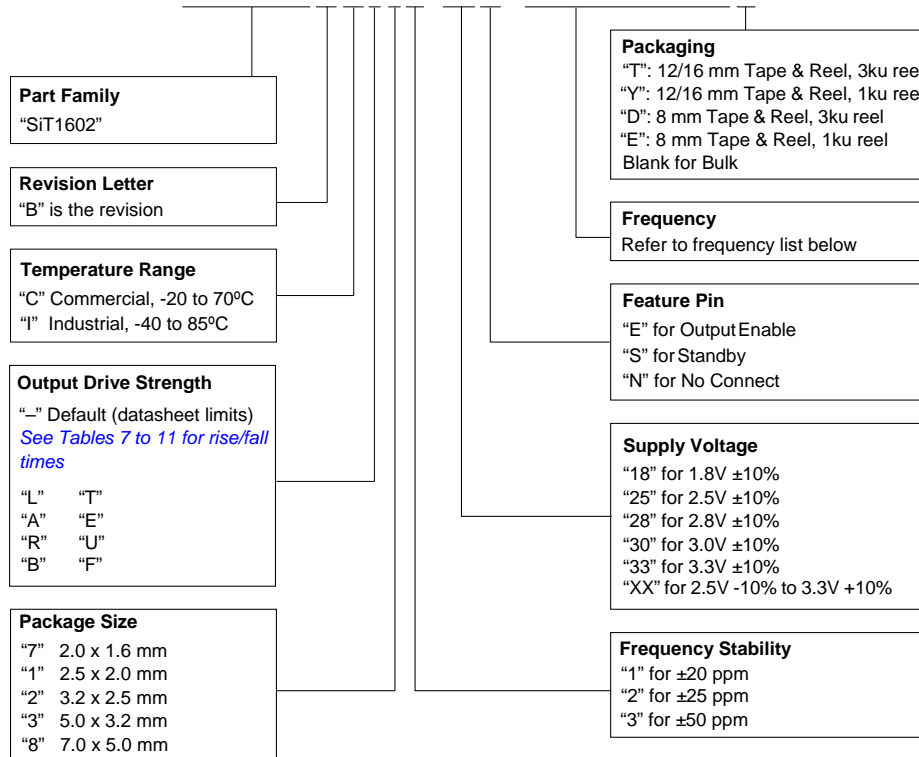 Part Family
“SiT1602”
Revision Letter
“B” is the revision
Temperature Range
“C” Commercial, -20 to 70ºC
“I” Industrial, -40 to 85ºC
Output Drive Strength
“–” Default (datasheet limits)
See Tables 7 to 11 for rise/fall
times
“L” “T”
“A” “E”
“R” “U”
“B” “F”
Package Size
“7” 2.0 x 1.6 mm
“1” 2.5 x 2.0 mm
“2” 3.2 x 2.5 mm
“3” 5.0 x 3.2 mm
“8” 7.0 x 5.0 mm
Packaging
“T”: 12/16 mm Tape & Reel, 3ku ree
“Y”: 12/16 mm Tape & Reel, 1ku ree
“D”: 8 mm Tape & Reel, 3ku reel
“E”: 8 mm Tape & Reel, 1ku reel
Blank for Bulk
Frequency
Refer to frequency list below
Feature Pin
“E” for Output Enable
“S” for Standby
“N” for No Connect
Supply Voltage
“18” for 1.8V ±10%
“25” for 2.5V ±10%
“28” for 2.8V ±10%
“30” for 3.0V ±10%
“33” for 3.3V ±10%
“XX” for 2.5V -10% to 3.3V +10%
Frequency Stability
“1” for ±20 ppm
“2” for ±25 ppm
“3” for ±50 ppm